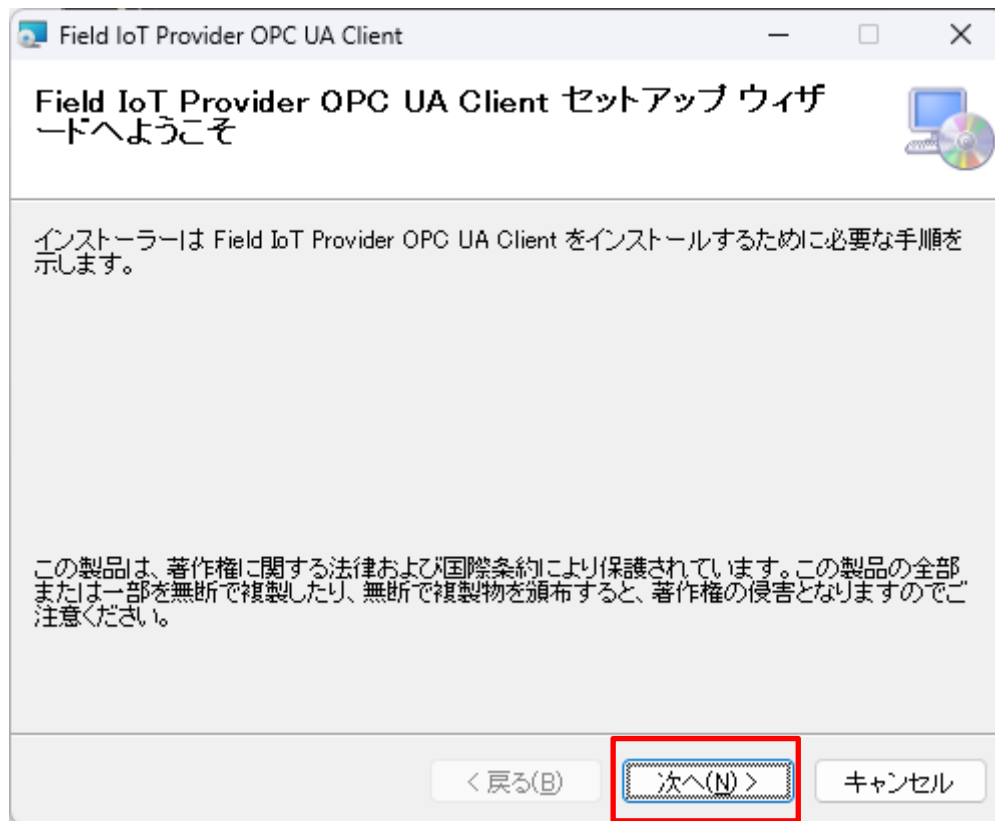 Field IoT Provider OPC UA Client
Field IoT Provider OPC UA Client セットアップ ウィザ
ードへようこそ
インストーラーは Field IoT Provider OPC UA Client をインストールするために必要な手順を
示します。
この製品は、著作権に関する法律および国際条約により保護されています。この製品の全部
または一部を無断で複製したり、無断で複製物を頒布すると、著作権の侵害となりますのでご
注意ください。
< 戻る(B)
次へ(N) >
キャンセル